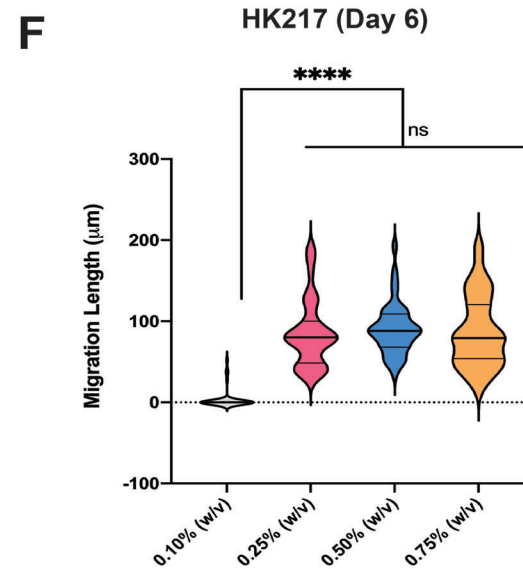 F
HK217 (Day 6)
****
ns
Migration Length (μm)
300
200
100
0
-100
0.10% (w/v)
0.25% (w/v)
0.50% (w/v)
0.75% (w/v)